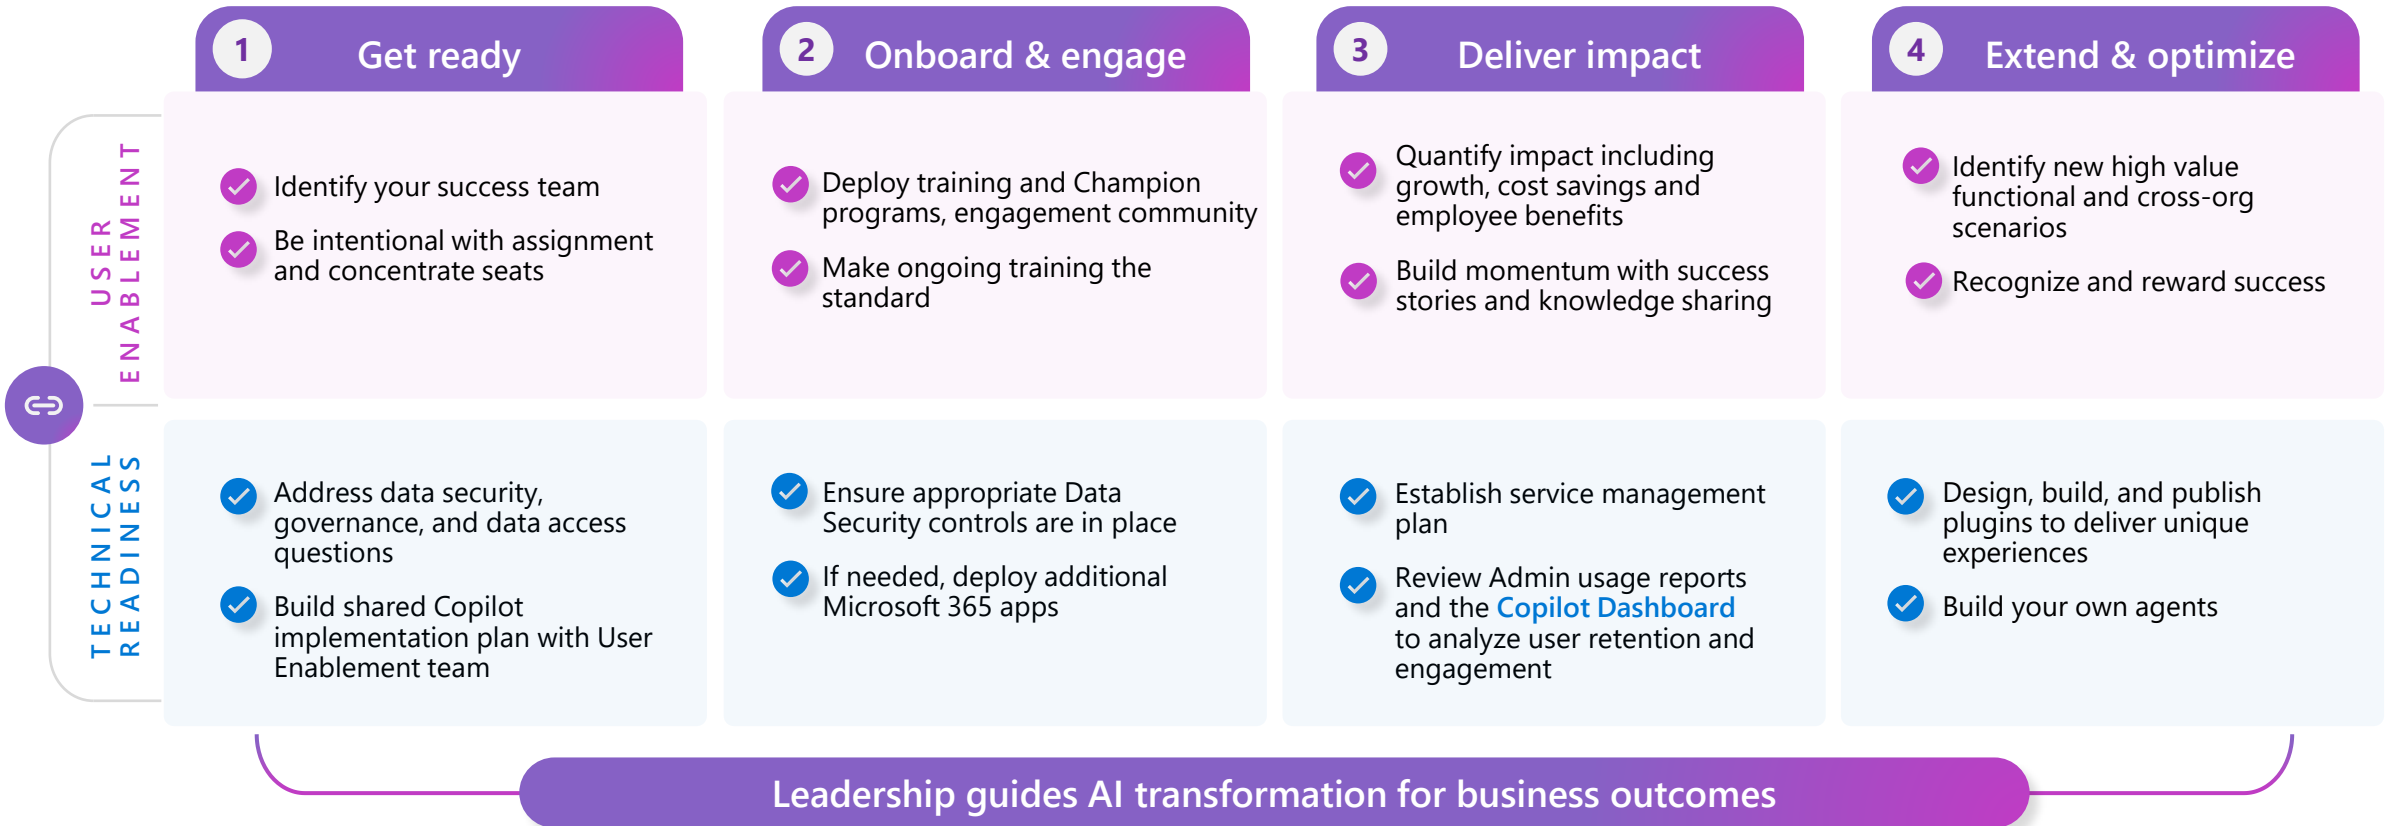 1
Get ready
2
Onboard & engage
3
Deliver impact
4
Extend & optimize
USER
ENABLEMENT
Identify your success team
Be intentional with assignment
and concentrate seats
Deploy training and Champion
programs, engagement community
Make ongoing training the
standard
Quantify impact including
growth, cost savings and
employee benefits
Build momentum with success
stories and knowledge sharing
Identify new high value
functional and cross-org
scenarios
Recognize and reward success
TECHNICAL
READINESS
Address data security,
governance, and data access
questions
Build shared Copilot
implementation plan with User
Enablement team
Ensure appropriate Data
Security controls are in place
If needed, deploy additional
Microsoft 365 apps
Establish service management
plan
Review Admin usage reports
and the Copilot Dashboard
to analyze user retention and
engagement
Design, build, and publish
plugins to deliver unique
experiences
Build your own agents
Leadership guides AI transformation for business outcomes